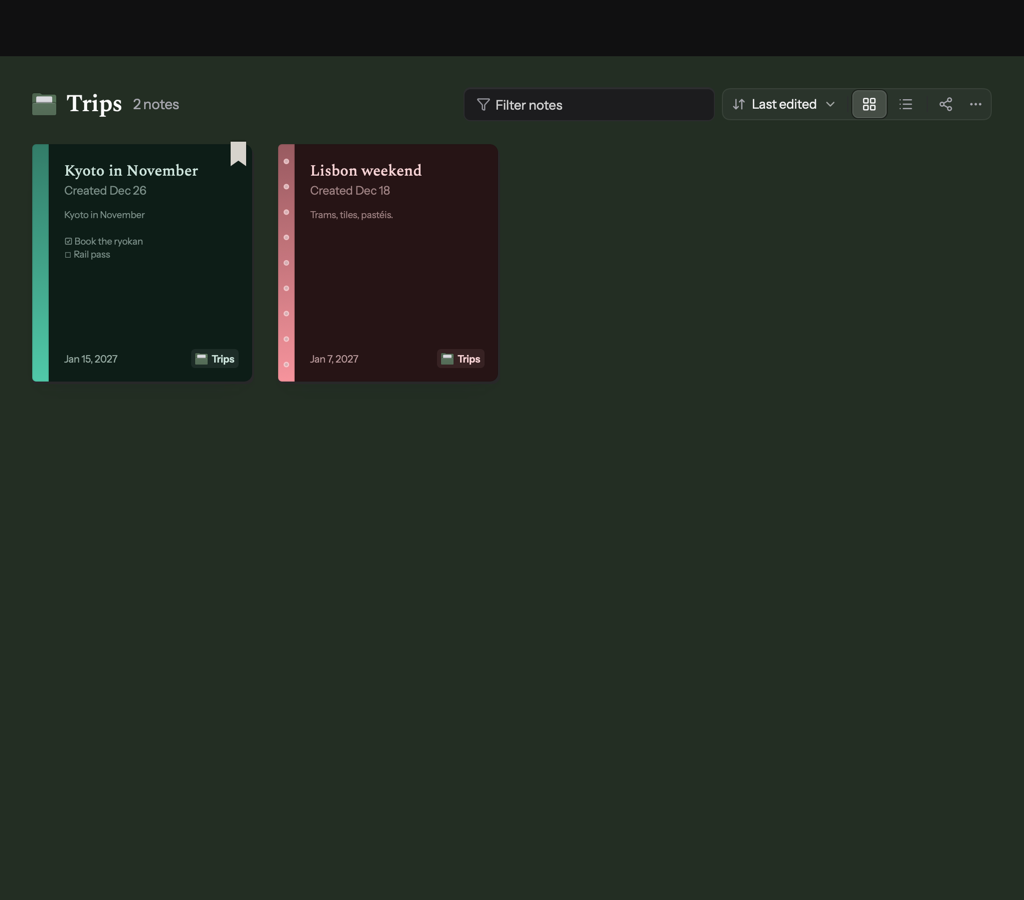 Trips 2 notes
Filter notes
Last edited
Kyoto in November
Created Dec 26
Kyoto in November
☑ Book the ryokan
☐ Rail pass
Jan 15, 2027
Trips
Lisbon weekend
Created Dec 18
Trams, tiles, pastéis.
Jan 7, 2027
Trips